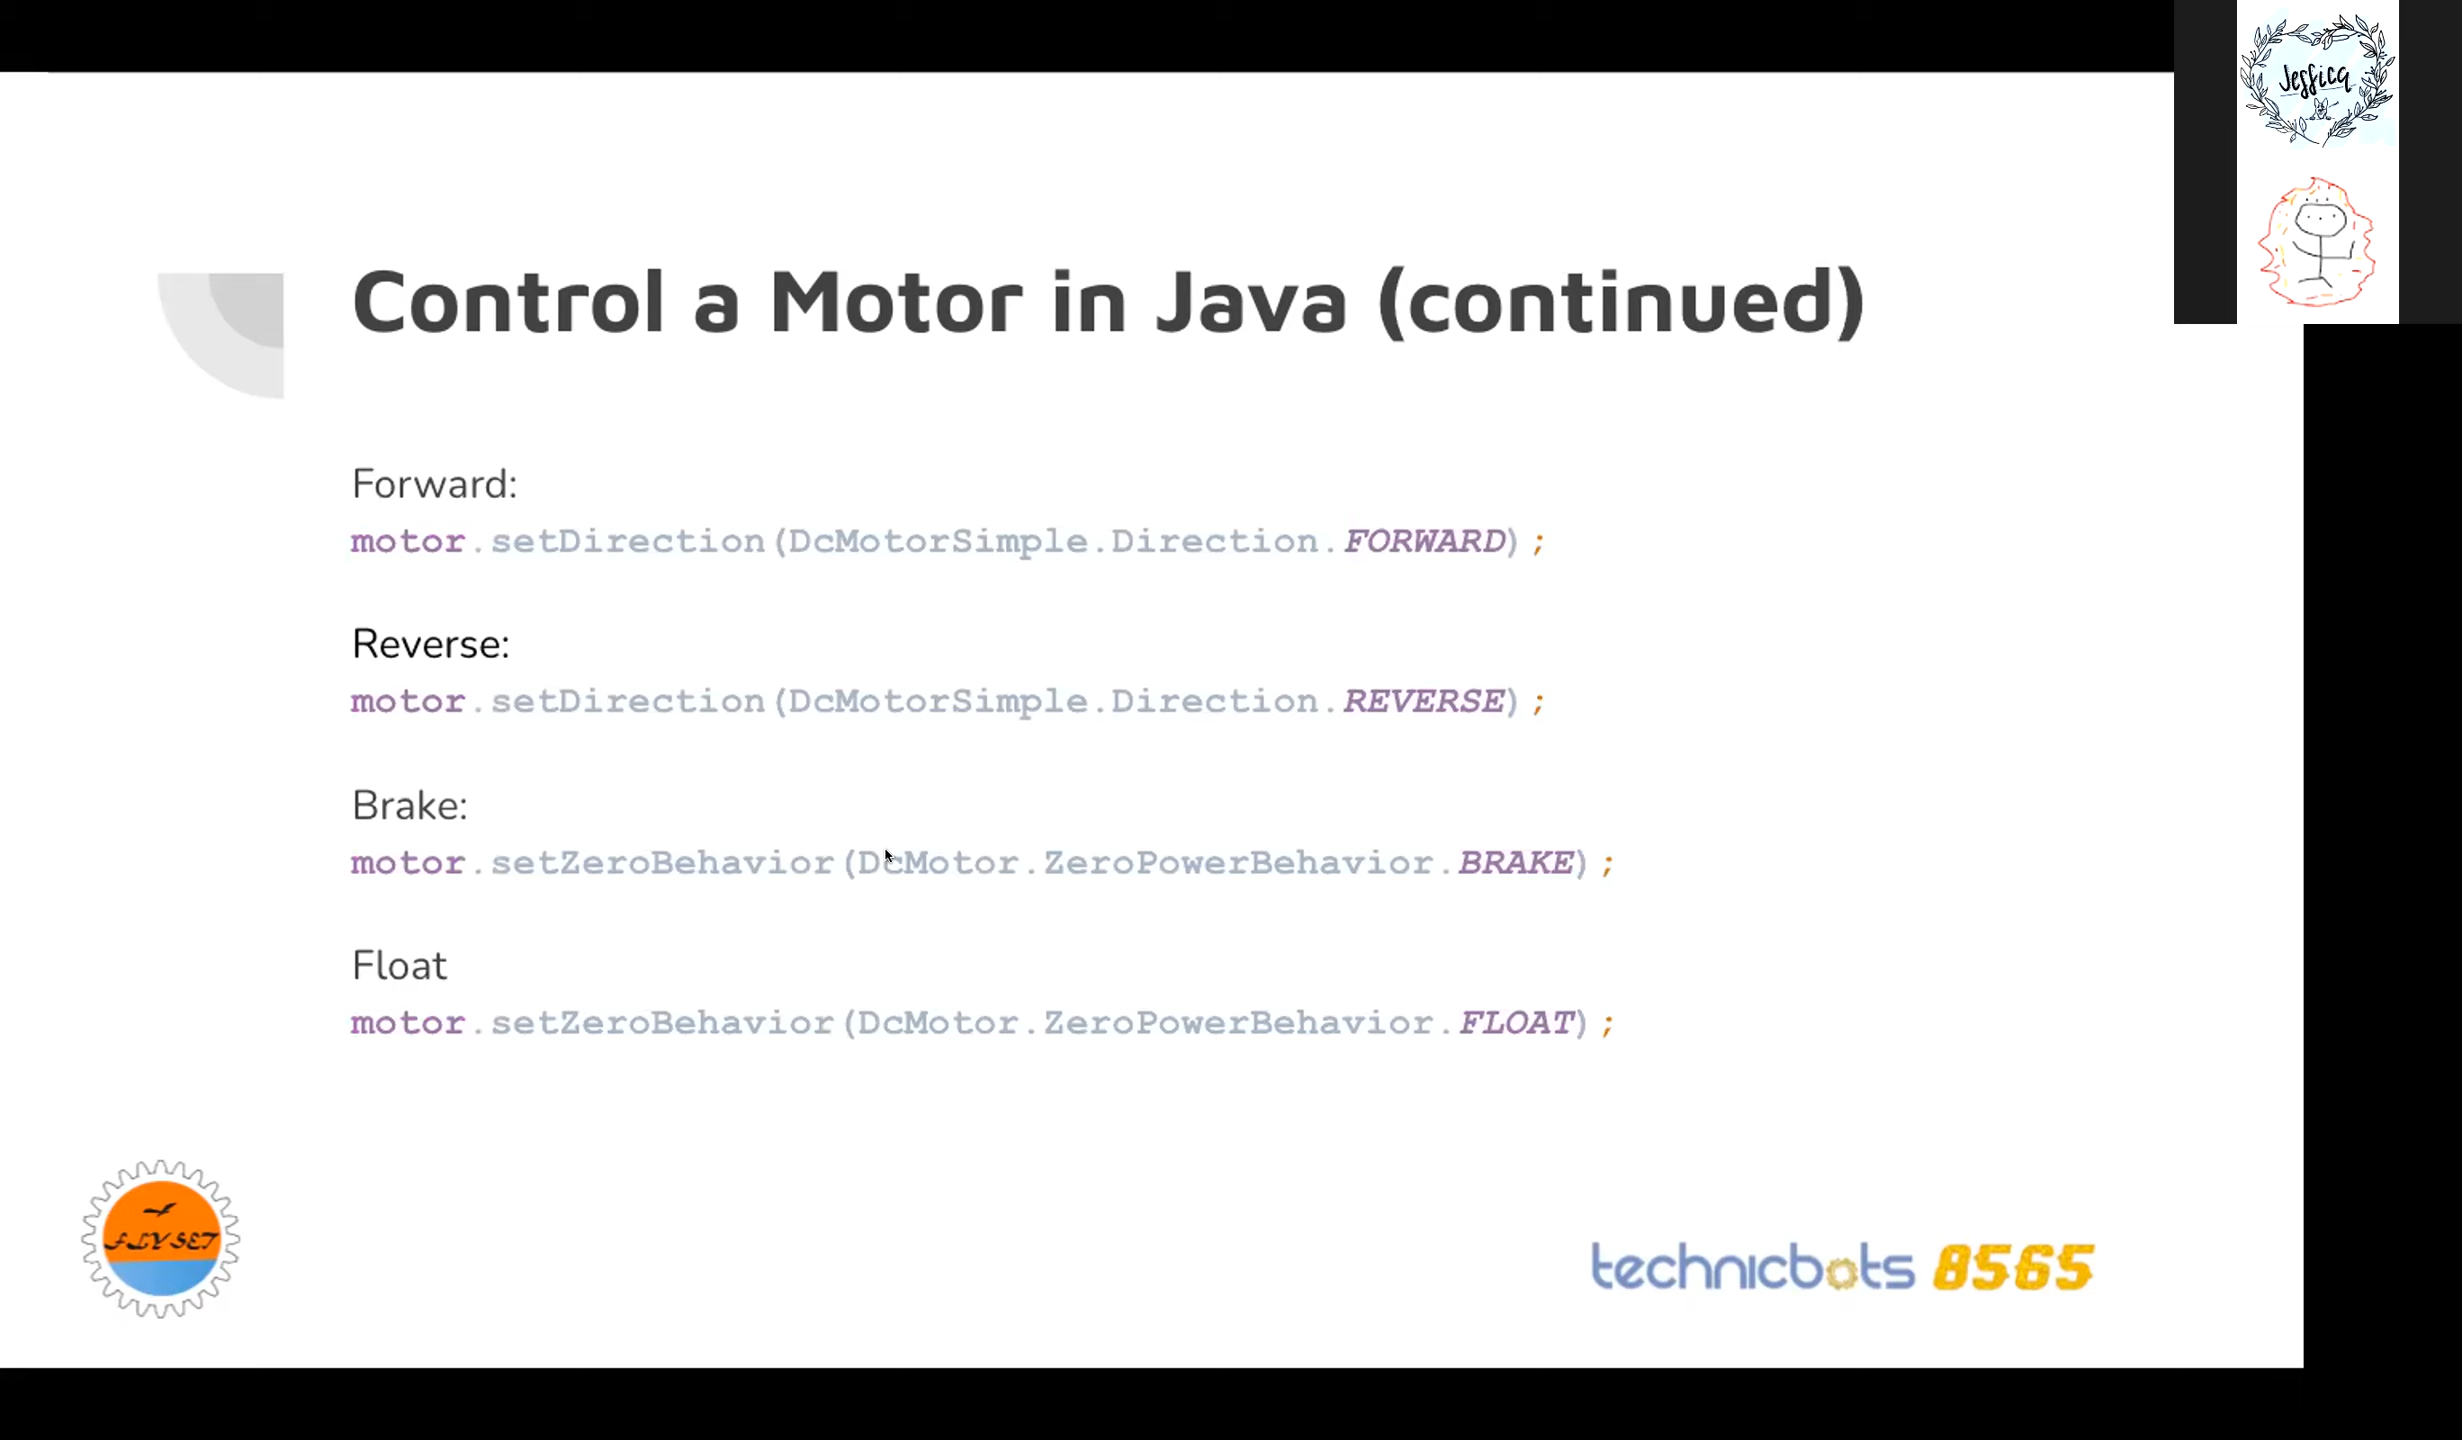 Jessica
Control a Motor in Java (continued)
Forward:
motor.setDirection(DcMotorSimple.Direction.FORWARD);
Reverse:
motor.setDirection(DcMotorSimple.Direction.REVERSE);
Brake:
motor.setZeroBehavior(DcMotor.ZeroPowerBehavior.BRAKE);
Float
motor.setZeroBehavior(DcMotor.ZeroPowerBehavior.FLOAT);
FLY SET
technicbots 8565